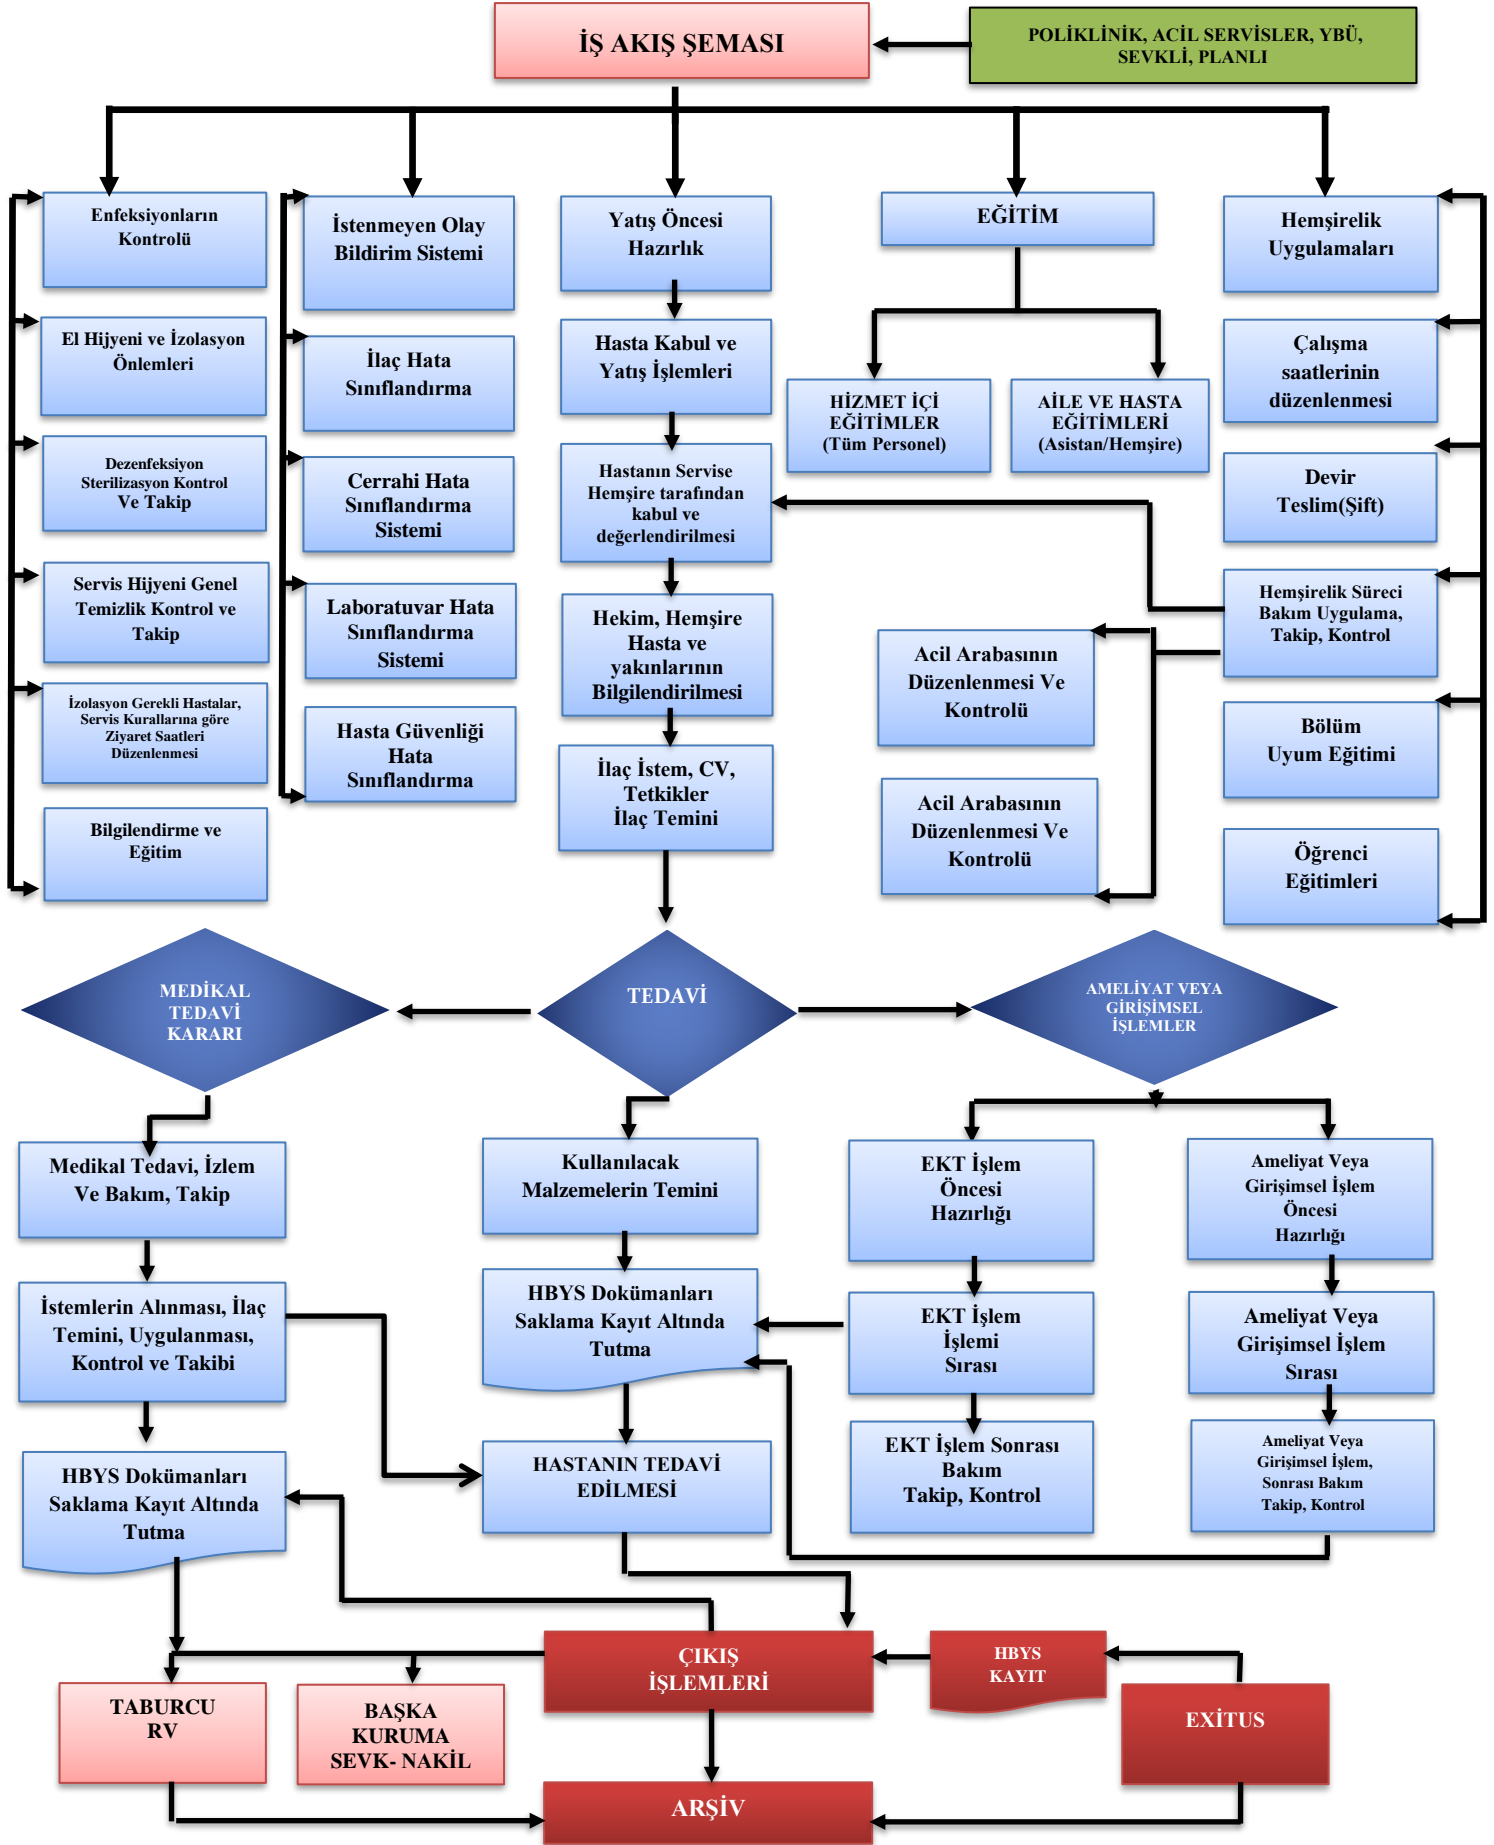 İŞ AKIŞ ŞEMASI
POLİKLİNİK, ACİL SERVİSLER, YBÜ,
SEVKLİ, PLANLI
Enfeksiyonların
Kontrolü
El Hijyeni ve İzolasyon
Önlemleri
Dezenfeksiyon
Sterilizasyon Kontrol
Ve Takip
Servis Hijyeni Genel
Temizlik Kontrol ve
Takip
İzolasyon Gerekli Hastalar,
Servis Kurallarına göre
Ziyaret Saatleri
Düzenlenmesi
Bilgilendirme ve
Eğitim
İstenmeyen Olay
Bildirim Sistemi
İlaç Hata
Sınıflandırma
Cerrahi Hata
Sınıflandırma
Sistemi
Laboratuvar Hata
Sınıflandırma
Sistemi
Hasta Güvenliği
Hata
Sınıflandırma
Yatış Öncesi
Hazırlık
Hasta Kabul ve
Yatış İşlemleri
Hastanın Servise
Hemşire tarafından
kabul ve
değerlendirilmesi
Hekim, Hemşire
Hasta ve
yakınlarının
Bilgilendirilmesi
İlaç İstem, CV,
Tetkikler
İlaç Temini
EĞİTİM
HİZMET İÇİ
EĞİTİMLER
(Tüm Personel)
AİLE VE HASTA
EĞİTİMLERİ
(Asistan/Hemşire)
Acil Arabasının
Düzenlenmesi Ve
Kontrolü
Acil Arabasının
Düzenlenmesi Ve
Kontrolü
Hemşirelik
Uygulamaları
Çalışma
saatlerinin
düzenlenmesi
Devir
Teslim(Şift)
Hemşirelik Süreci
Bakım Uygulama,
Takip, Kontrol
Bölüm
Uyum Eğitimi
Öğrenci
Eğitimleri
MEDİKAL
TEDAVİ
KARARI
TEDAVİ
AMELİYAT VEYA
GİRİŞİMSEL
İŞLEMLER
Medikal Tedavi, İzlem
Ve Bakım, Takip
İstemlerin Alınması, İlaç
Temini, Uygulanması,
Kontrol ve Takibi
HBYS Dokümanları
Saklama Kayıt Altında
Tutma
Kullanılacak
Malzemelerin Temini
HBYS Dokümanları
Saklama Kayıt Altında
Tutma
HASTANIN TEDAVİ
EDİLMESİ
EKT İşlem
Öncesi
Hazırlığı
EKT İşlem
İşlemi
Sırası
EKT İşlem Sonrası
Bakım
Takip, Kontrol
Ameliyat Veya
Girişimsel İşlem
Öncesi
Hazırlığı
Ameliyat Veya
Girişimsel İşlem
Sırası
Ameliyat Veya
Girişimsel İşlem,
Sonrası Bakım
Takip, Kontrol
ÇIKIŞ
İŞLEMLERİ
HBYS
KAYIT
EXİTUS
TABURCU
RV
BAŞKA
KURUMA
SEVK- NAKİL
ARŞİV